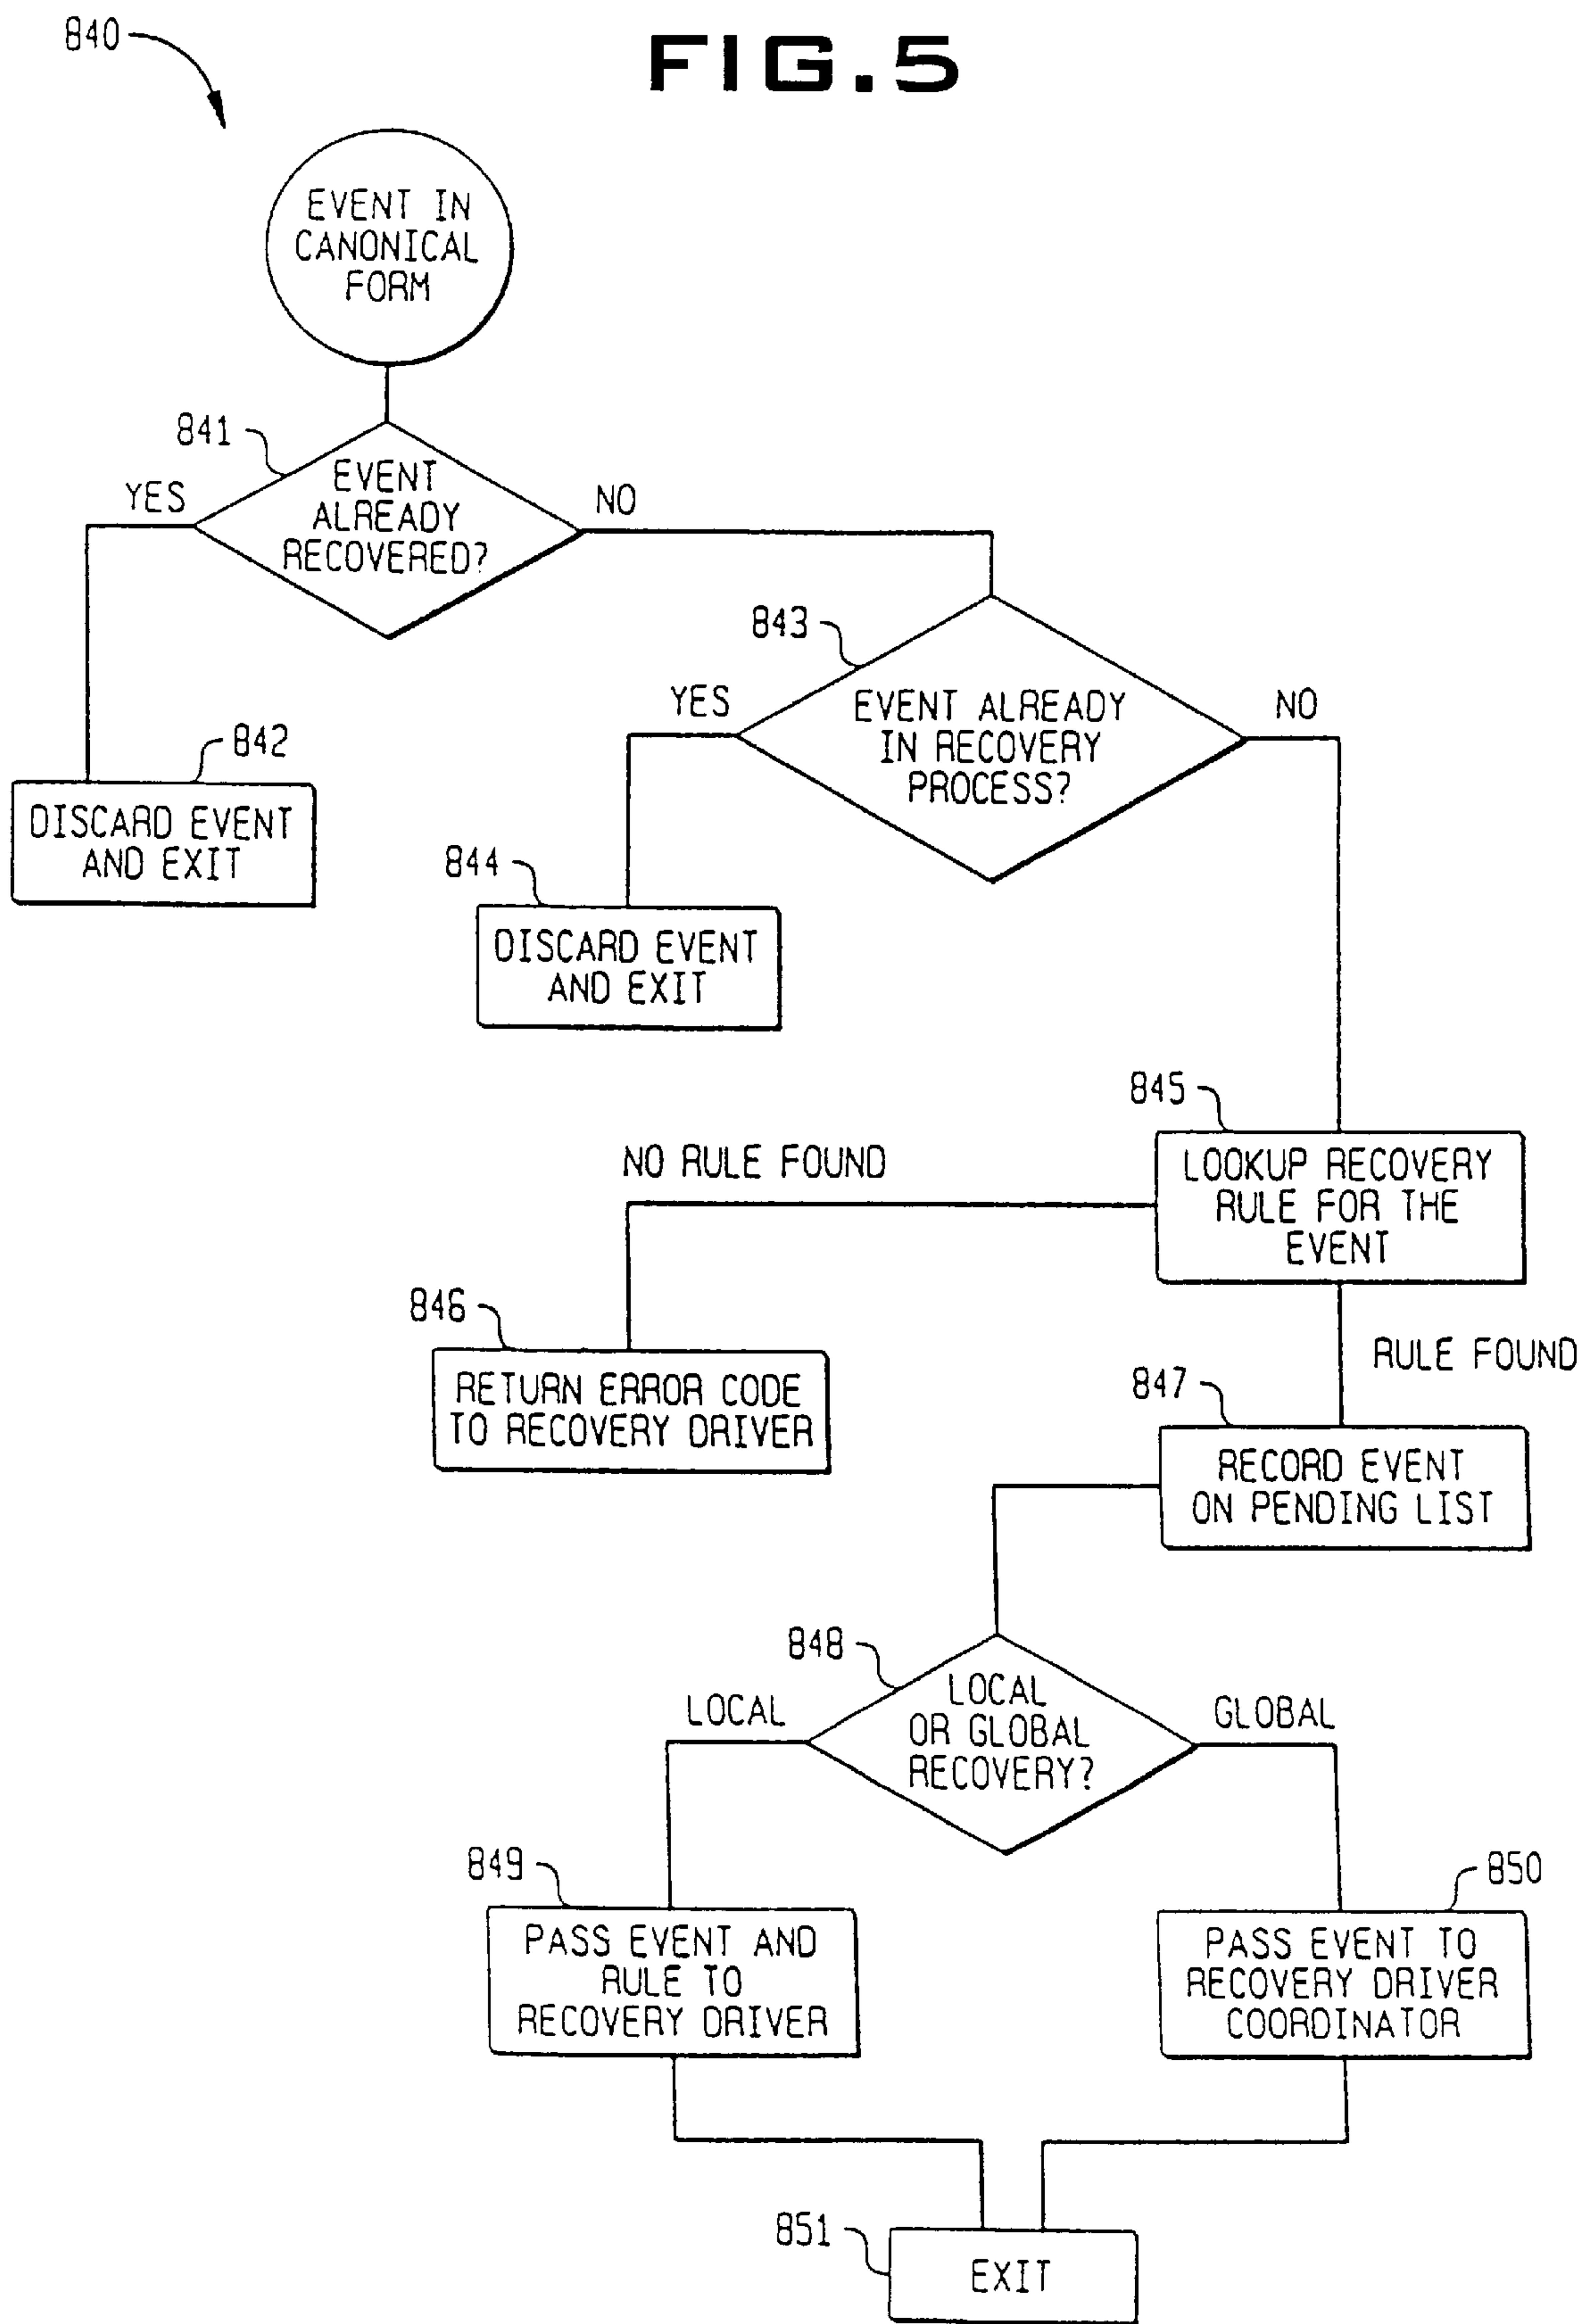 840
FIG.5
EVENT IN
CANONICAL
FORM
841
YES
EVENT
ALREADY
RECOVERED?
NO
843
YES
EVENT ALREADY
IN RECOVERY
PROCESS?
NO
842
DISCARD EVENT
AND EXIT
844
DISCARD EVENT
AND EXIT
845
NO RULE FOUND
LOOKUP RECOVERY
RULE FOR THE
EVENT
846
RETURN ERROR CODE
TO RECOVERY DRIVER
RULE FOUND
847
RECORD EVENT
ON PENDING LIST
848
LOCAL
LOCAL
OR GLOBAL
RECOVERY?
GLOBAL
849
PASS EVENT AND
RULE TO
RECOVERY DRIVER
850
PASS EVENT TO
RECOVERY DRIVER
COORDINATOR
851
EXIT